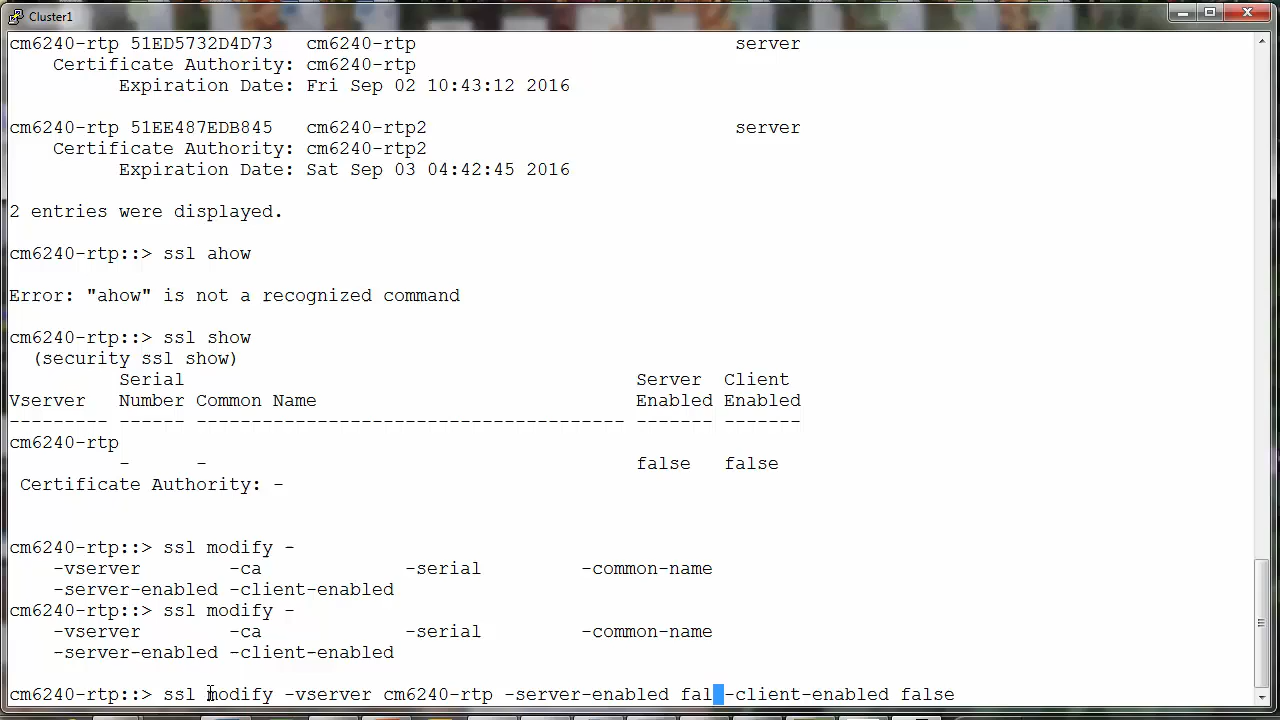 Cluster1
cm6240-rtp 51ED5732D4D73 cm6240-rtp server
Certificate Authority: cm6240-rtp
Expiration Date: Fri Sep 02 10:43:12 2016
cm6240-rtp 51EE487EDB845 cm6240-rtp2 server
Certificate Authority: cm6240-rtp2
Expiration Date: Sat Sep 03 04:42:45 2016
2 entries were displayed.
cm6240-rtp::> ssl ahow
Error: "ahow" is not a recognized command
cm6240-rtp::> ssl show
(security ssl show)
Serial Server Client
Vserver Number Common Name Enabled Enabled
--------- ------ --------------------------------------- ------- -------
cm6240-rtp
- - false false
Certificate Authority: -
cm6240-rtp::> ssl modify -
-vserver -ca -serial -common-name
-server-enabled -client-enabled
cm6240-rtp::> ssl modify -
-vserver -ca -serial -common-name
-server-enabled -client-enabled
cm6240-rtp::> ssl modify -vserver cm6240-rtp -server-enabled fal -client-enabled false